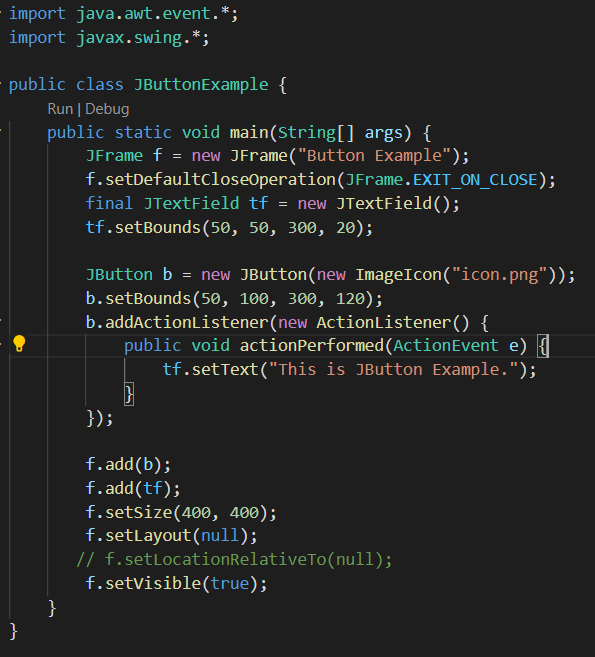 import java.awt.event.*;
import javax.swing.*;
public class JButtonExample {
Run | Debug
public static void main(String[] args) {
JFrame f = new JFrame("Button Example");
f.setDefaultCloseOperation(JFrame.EXIT_ON_CLOSE);
final JTextField tf = new JTextField();
tf.setBounds(50, 50, 300, 20);
JButton b = new JButton(new ImageIcon("icon.png"));
b.setBounds(50, 100, 300, 120);
b.addActionListener(new ActionListener() {
public void actionPerformed(ActionEvent e) {
tf.setText("This is JButton Example.");
}
});
f.add(b);
f.add(tf);
f.setSize(400, 400);
f.setLayout(null);
// f.setLocationRelativeTo(null);
f.setVisible(true);
}
}